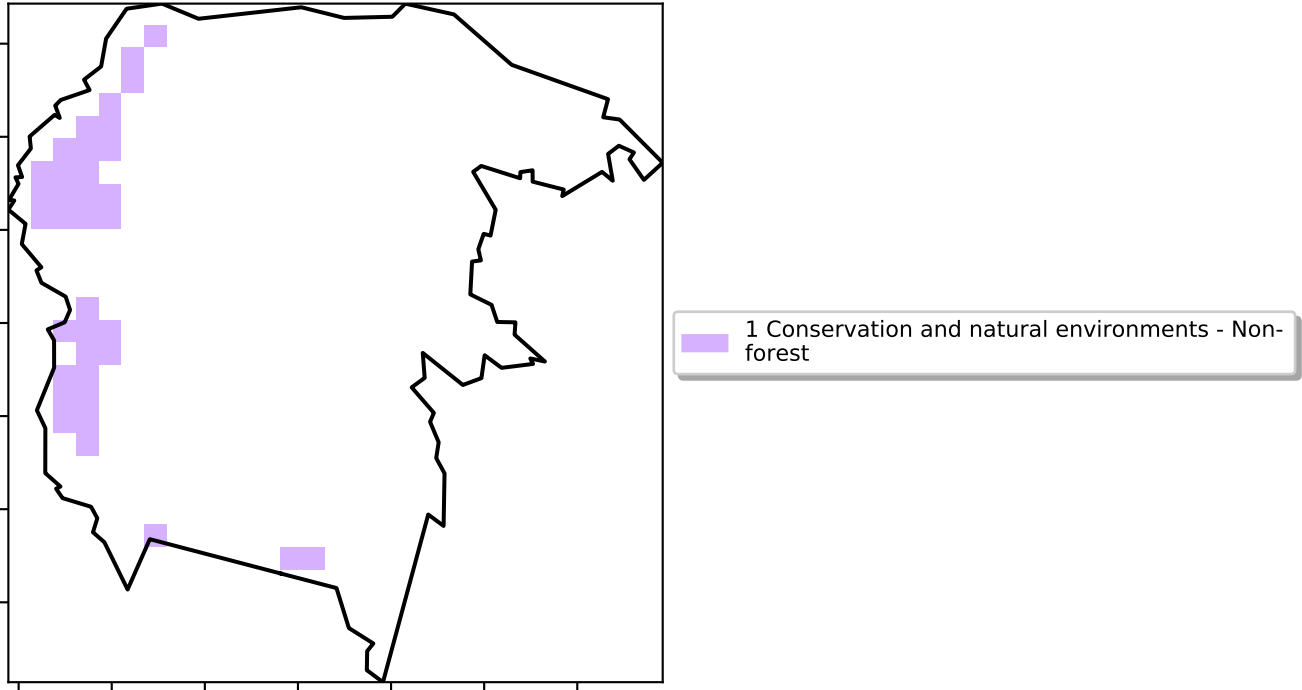 1 Conservation and natural environments - Non-
forest